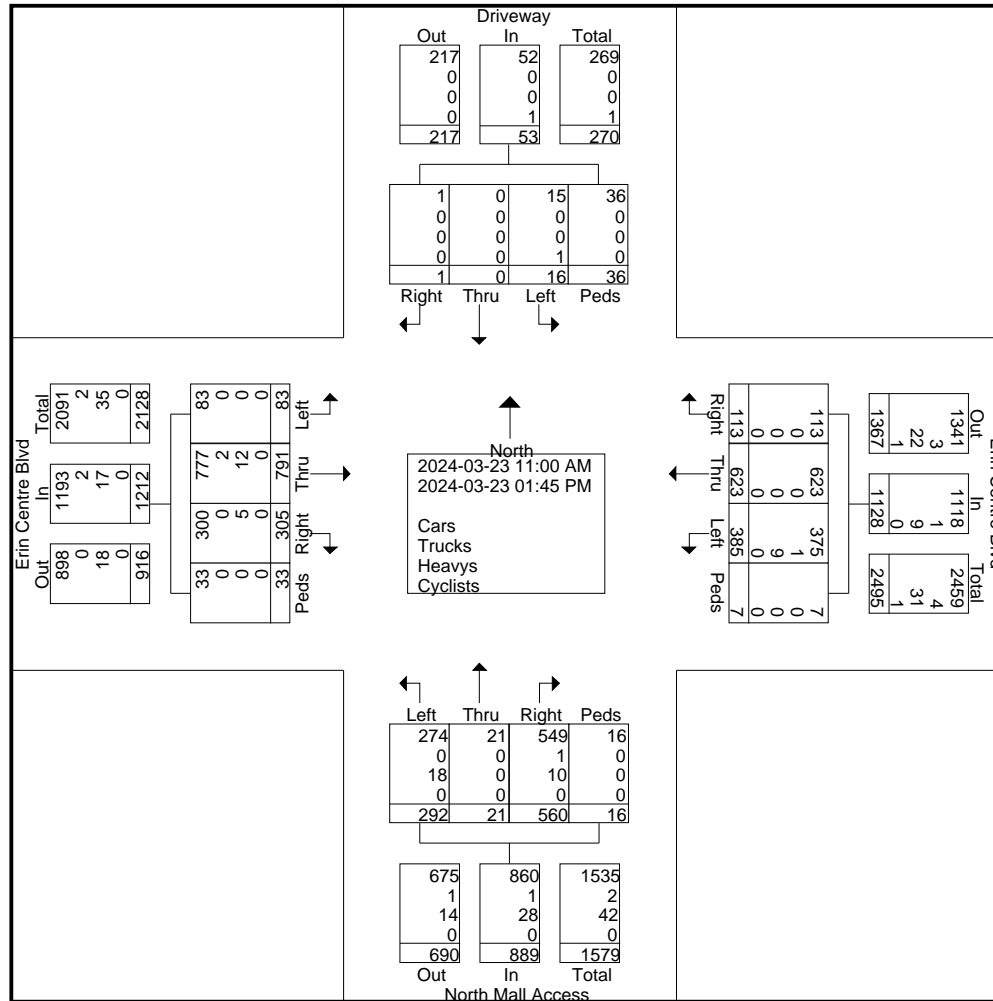 Driveway
Out In Total
217 52 269
0 0 0
0 0 0
0 1 1
217 53 270
1 0 15 36
0 0 0 0
0 0 0 0
0 0 1 0
1 0 16 36
Right Thru Left Peds
Erin Centre Blvd
Total In Out
2091 1193 898
2 2 0
35 17 18
0 0 0
2128 1212 916
83 777 300 33
0 2 0 0
0 12 5 0
0 0 0 0
83 791 305 33
Left Thru Right Peds
North
2024-03-23 11:00 AM
2024-03-23 01:45 PM
Cars
Trucks
Heavys
Cyclists
Right Thru Left Peds
113 623 375 7
0 0 1 0
0 0 9 0
0 0 0 0
113 623 385 7
Out In Total
1341 1118 2459
3 1 4
22 9 31
1 0 1
1367 1128 2495
Left Thru Right Peds
274 21 549 16
0 0 1 0
18 0 10 0
0 0 0 0
292 21 560 16
675 860 1535
1 1 2
14 28 42
0 0 0
690 889 1579
Out In Total
North Mall Access